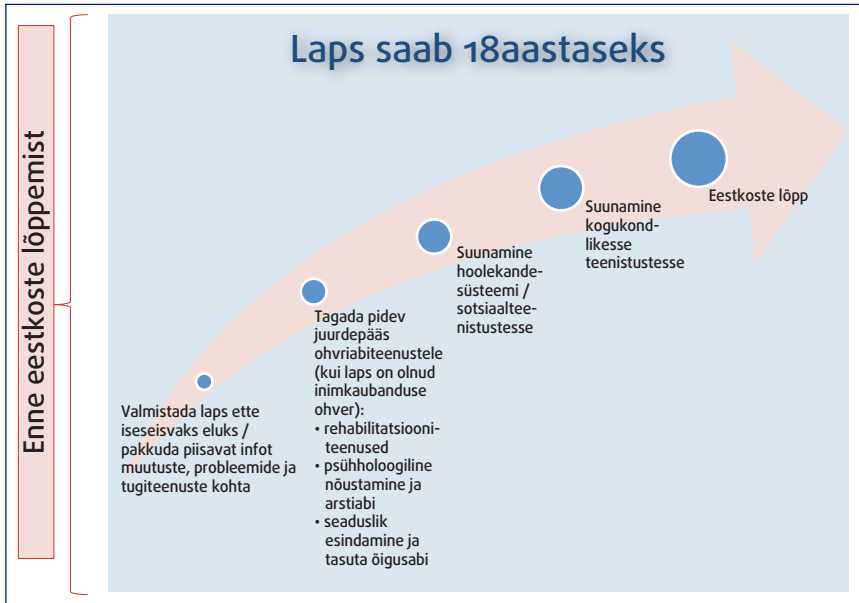 Enne eestkoste lõppemist
Laps saab 18aastaseks
Valmistada laps ette
iseseisvaks eluks /
pakkuda piisavat infot
muutuste, probleemide ja
tugiteenuste kohta
Tagada pidev
juurdepääs
ohvriabiteenustele
(kui laps on olnud
inimkaubanduse
ohver):
• rehabilitatsiooni-
teenused
• psühholoogiline
nõustamine ja
arstiabi
• seaduslik
esindamine ja
tasuta õigusabi
Suunamine
hoolekande-
süsteemi /
sotsiaaltee-
nistustesse
Suunamine
kogukond-
likesse
teenistustesse
Eestkoste lõpp